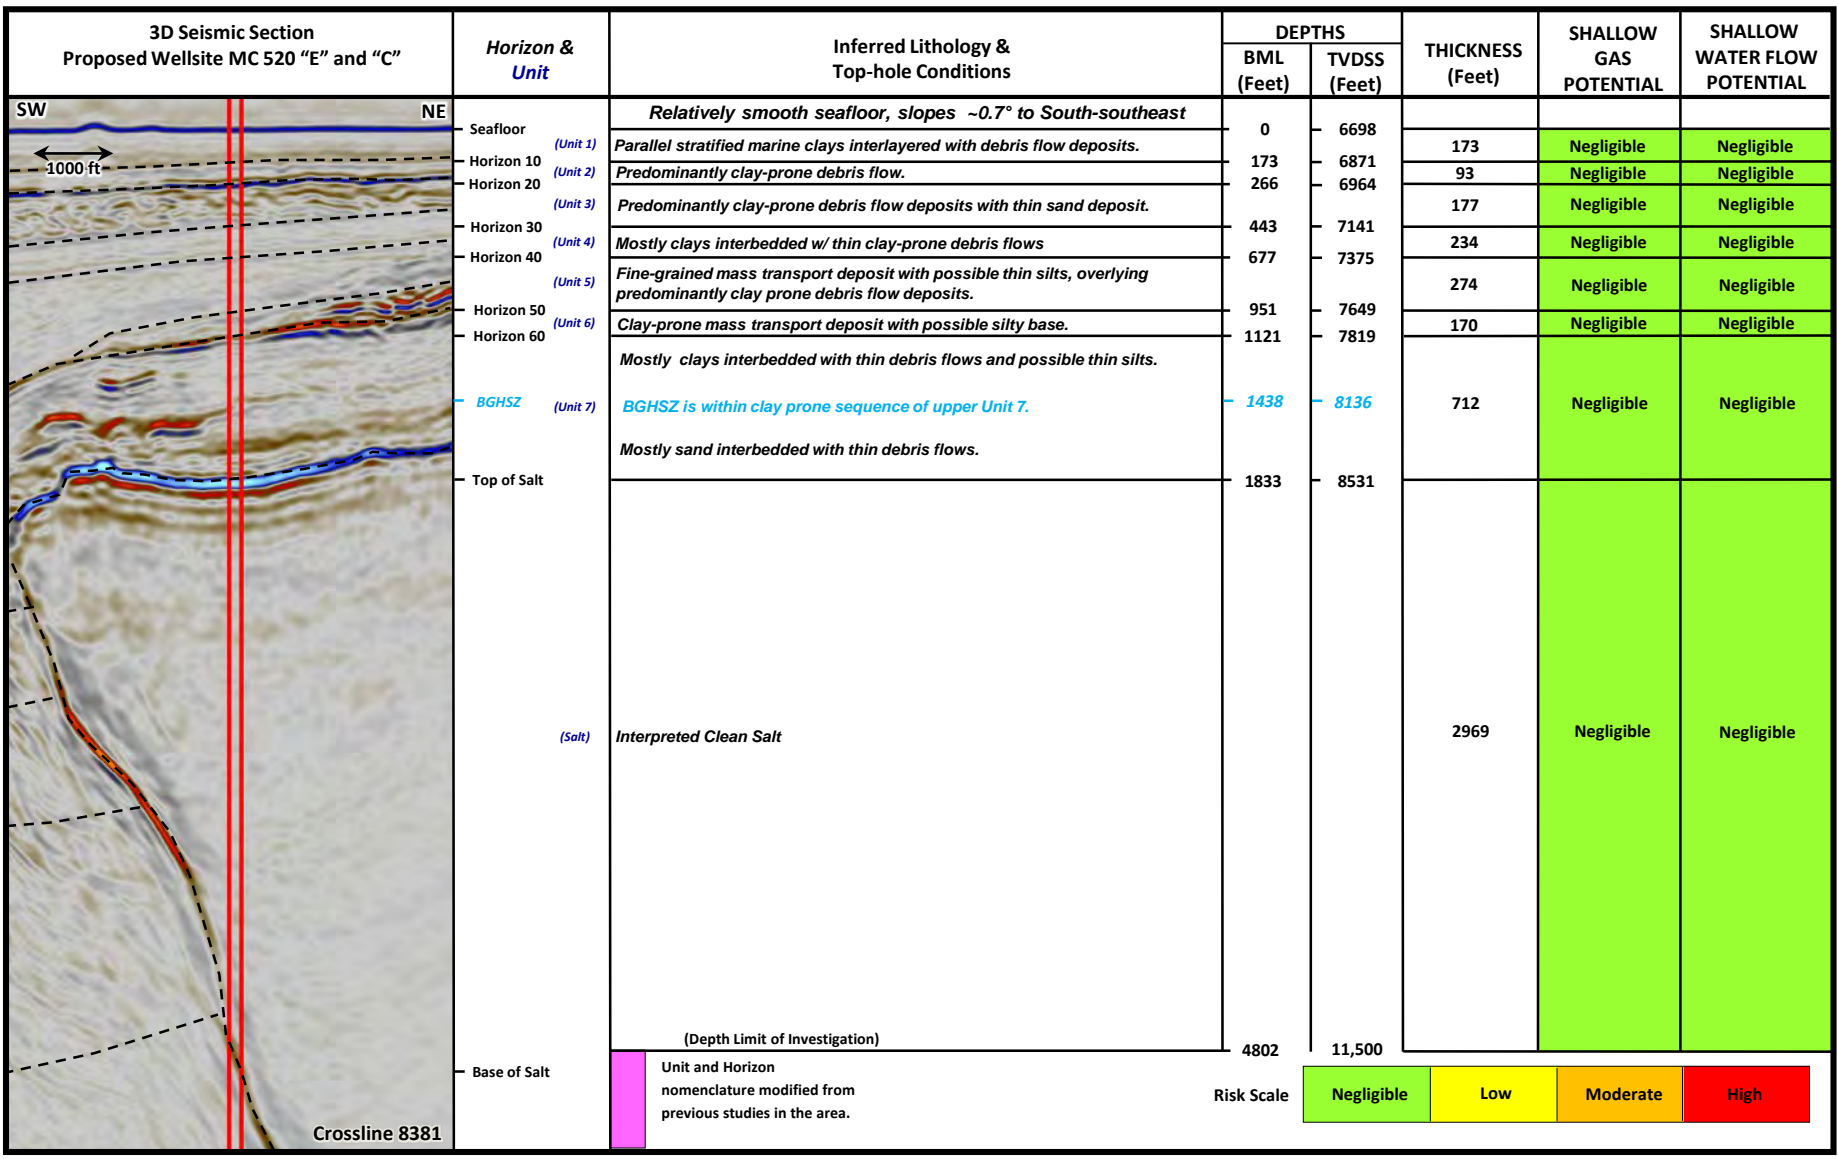 3D Seismic Section
Proposed Wellsite MC 520 “E” and “C”
Horizon &
Unit
Inferred Lithology &
Top-hole Conditions
DEPTHS
BML
(Feet)
TVDSS
(Feet)
THICKNESS
(Feet)
SHALLOW
GAS
POTENTIAL
SHALLOW
WATER FLOW
POTENTIAL
SW
NE
1000 ft
Crossline 8381
Relatively smooth seafloor, slopes ~0.7° to South-southeast
Seafloor
0
6698
(Unit 1)
Parallel stratified marine clays interlayered with debris flow deposits.
173
Negligible
Negligible
Horizon 10
173
6871
(Unit 2)
Predominantly clay-prone debris flow.
93
Negligible
Negligible
Horizon 20
266
6964
(Unit 3)
Predominantly clay-prone debris flow deposits with thin sand deposit.
177
Negligible
Negligible
Horizon 30
443
7141
(Unit 4)
Mostly clays interbedded w/ thin clay-prone debris flows
234
Negligible
Negligible
Horizon 40
677
7375
(Unit 5)
Fine-grained mass transport deposit with possible thin silts, overlying
predominantly clay prone debris flow deposits.
274
Negligible
Negligible
Horizon 50
951
7649
(Unit 6)
Clay-prone mass transport deposit with possible silty base.
170
Negligible
Negligible
Horizon 60
1121
7819
Mostly clays interbedded with thin debris flows and possible thin silts.
BGHSZ
(Unit 7)
BGHSZ is within clay prone sequence of upper Unit 7.
1438
8136
712
Negligible
Negligible
Mostly sand interbedded with thin debris flows.
Top of Salt
1833
8531
(Salt)
Interpreted Clean Salt
2969
Negligible
Negligible
(Depth Limit of Investigation)
4802
11,500
Base of Salt
Unit and Horizon
nomenclature modified from
previous studies in the area.
Risk Scale
Negligible
Low
Moderate
High